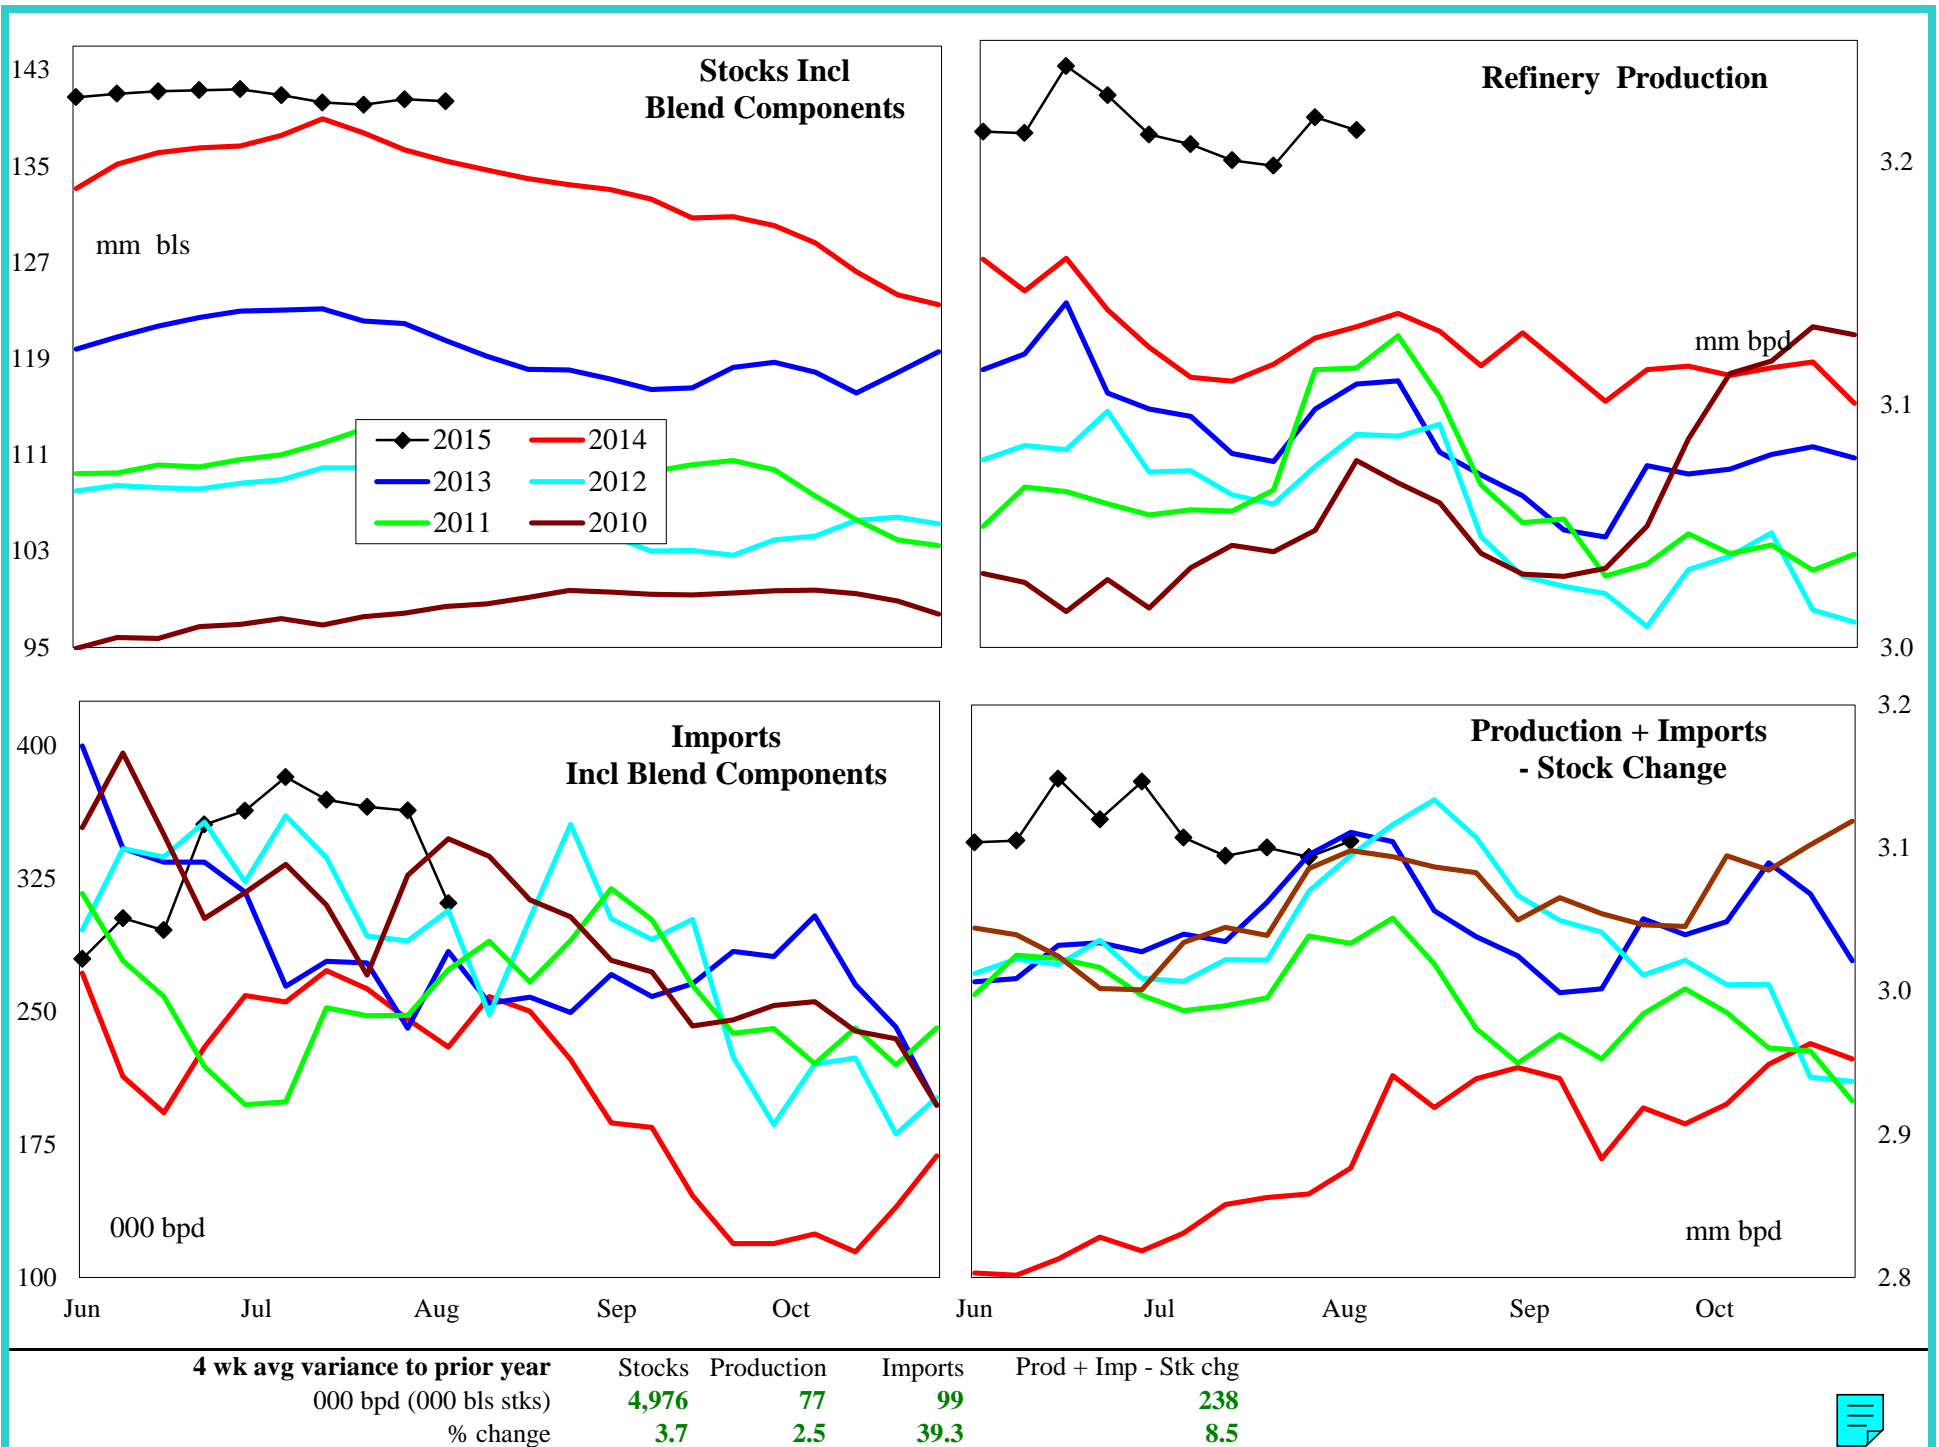 Stocks Incl
Blend Components
mm bls
143
135
127
119
111
103
95
2015
2014
2013
2012
2011
2010
Refinery Production
mm bpd
3.2
3.1
3.0
Imports
Incl Blend Components
000 bpd
400
325
250
175
100
Jun Jul Aug Sep Oct
Production + Imports
- Stock Change
mm bpd
3.2
3.1
3.0
2.9
2.8
Jun Jul Aug Sep Oct
4 wk avg variance to prior year Stocks Production Imports Prod + Imp - Stk chg
000 bpd (000 bls stks) 4,976 77 99 238
% change 3.7 2.5 39.3 8.5